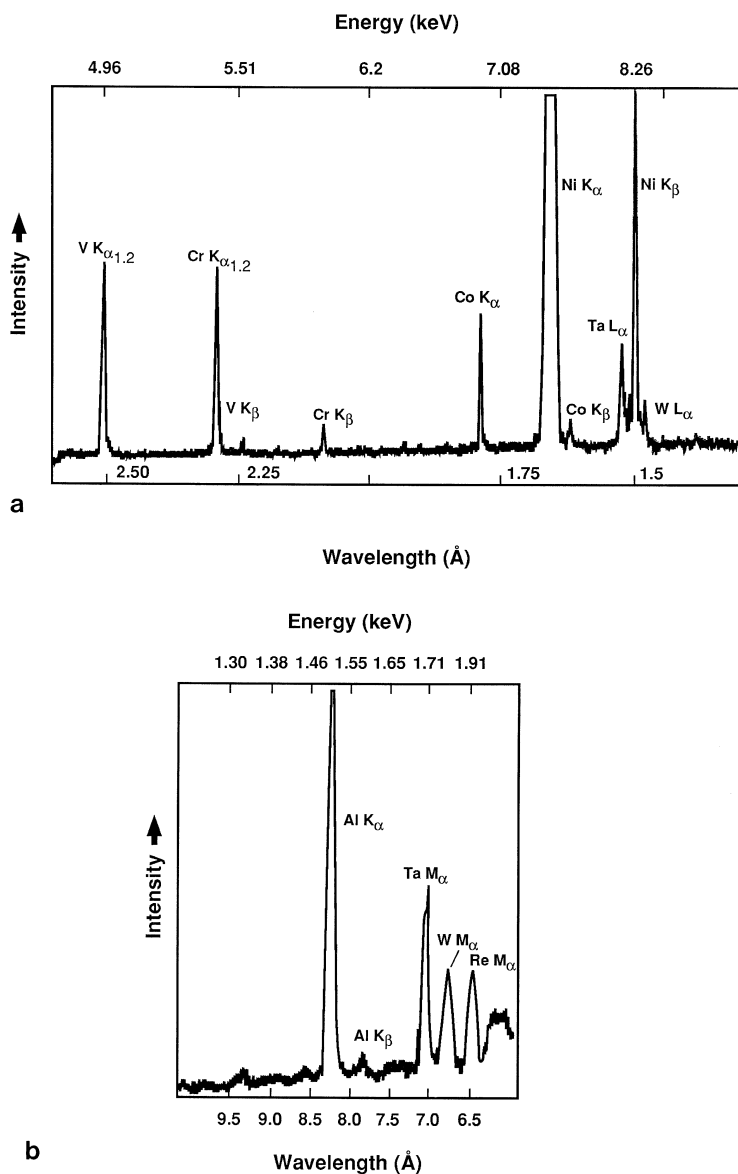 Energy (keV)
4.96 5.51 6.2 7.08 8.26
Intensity
Ni Kα Ni Kβ
V Kα1.2 Cr Kα1.2
Co Kα
Ta Lα
V Kβ Cr Kβ Co Kβ W Lα
2.50 2.25 1.75 1.5
a
Wavelength (Å)
Energy (keV)
1.30 1.38 1.46 1.55 1.65 1.71 1.91
Intensity
Al Kα
Ta Mα
W Mα
Re Mα
Al Kβ
9.5 9.0 8.5 8.0 7.5 7.0 6.5
b
Wavelength (Å)